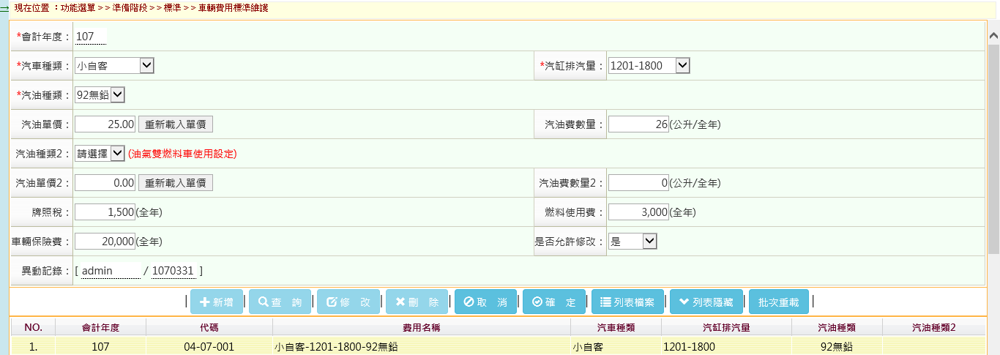 現在位置 ：功能選單 >> 準備階段 >> 標準 >> 車輛費用標準維護
*會計年度： 107
*汽車種類： 小自客 *汽缸排汽量： 1201-1800
*汽油種類： 92無鉛
汽油單價： 25.00 重新載入單價 汽油費數量： 26(公升/全年)
汽油種類2： 請選擇 (油氣雙燃料車使用設定)
汽油單價2： 0.00 重新載入單價 汽油費數量2： 0(公升/全年)
牌照稅： 1,500(全年) 燃料使用費： 3,000(全年)
車輛保險費： 20,000(全年) 是否允許修改： 是
異動記錄： [ admin / 1070331 ]
| 新增 | 查 詢 | 修 改 | 刪 除 | 取 消 | 確 定 | 列表檔案 | 列表隱藏 | 批次重載 |
NO. 會計年度 代碼 費用名稱 汽車種類 汽缸排汽量 汽油種類 汽油種類2
1. 107 04-07-001 小自客-1201-1800-92無鉛 小自客 1201-1800 92無鉛